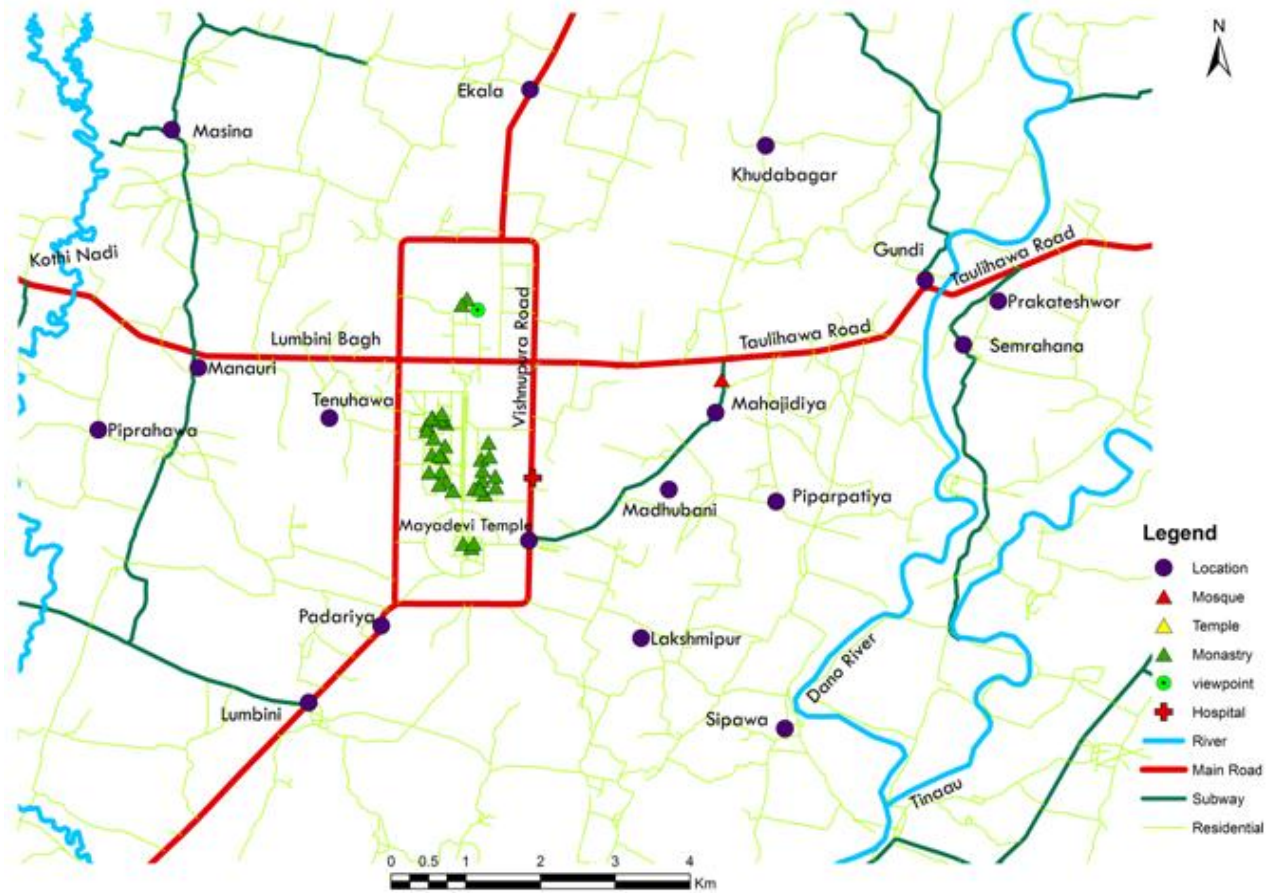 N
Ekala
Masina
Khudabagar
Kothi Nadi
Gundi
Taulihawa Road
Prakateshwor
Vishnupura Road
Lumbini Bagh
Taulihawa Road
Semrahana
Manauri
Tenuhawa
Mahajidiya
Piprahawa
Madhubani
Piparpatiya
Mayadevi Temple
Legend
Location
Mosque
Temple
Monastry
viewpoint
Hospital
River
Main Road
Subway
Residential
Padariya
Lakshmipur
Dano River
Lumbini
Sipawa
Tinaau
0 0.5 1 2 3 4
Km